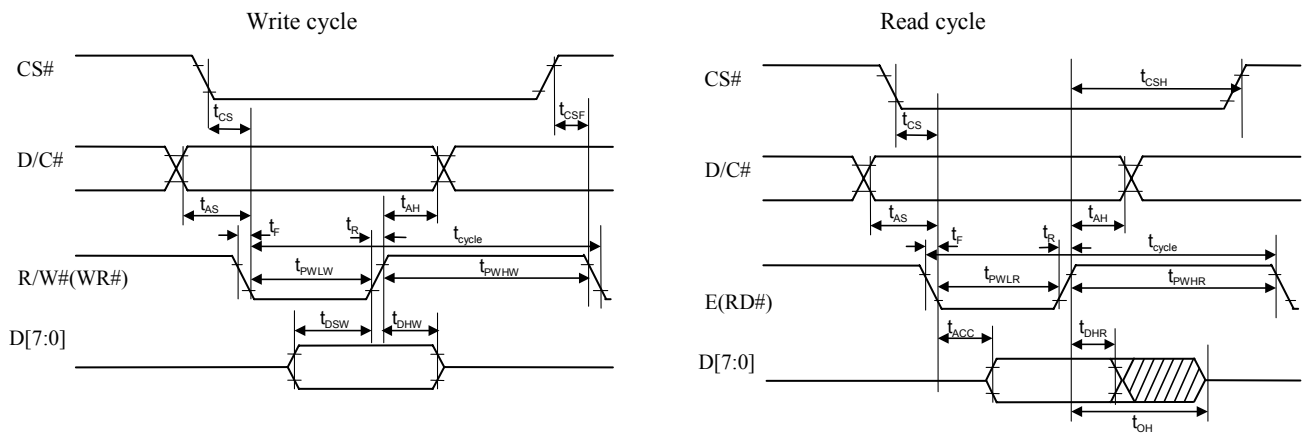 Write cycle
CS#
tCS
tCSF
D/C#
tAS
tAH
tF
tR
tcycle
R/W#(WR#)
tPWLW
tPWHW
tDSW
tDHW
D[7:0]
Read cycle
CS#
tCSH
tCS
D/C#
tAS
tAH
tF
tR
tcycle
E(RD#)
tPWLR
tPWHR
tACC
tDHR
D[7:0]
tOH